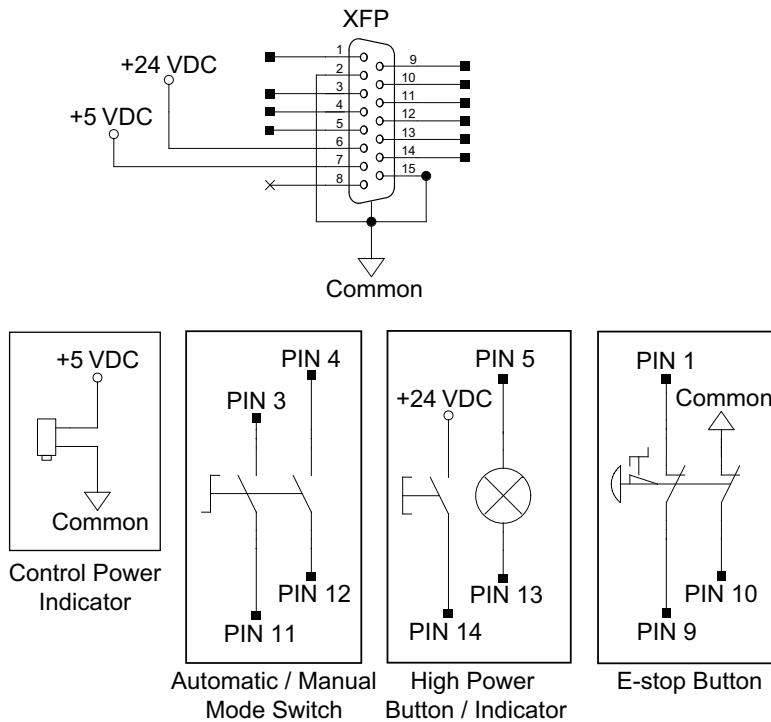 XFP
1
2
3
4
5
6
7
8
9
10
11
12
13
14
15
+24 VDC
+5 VDC
Common
+5 VDC
Common
Control Power
Indicator
PIN 4
PIN 3
PIN 12
PIN 11
Automatic / Manual
Mode Switch
PIN 5
+24 VDC
PIN 13
PIN 14
High Power
Button / Indicator
PIN 1
Common
PIN 10
PIN 9
E-stop Button